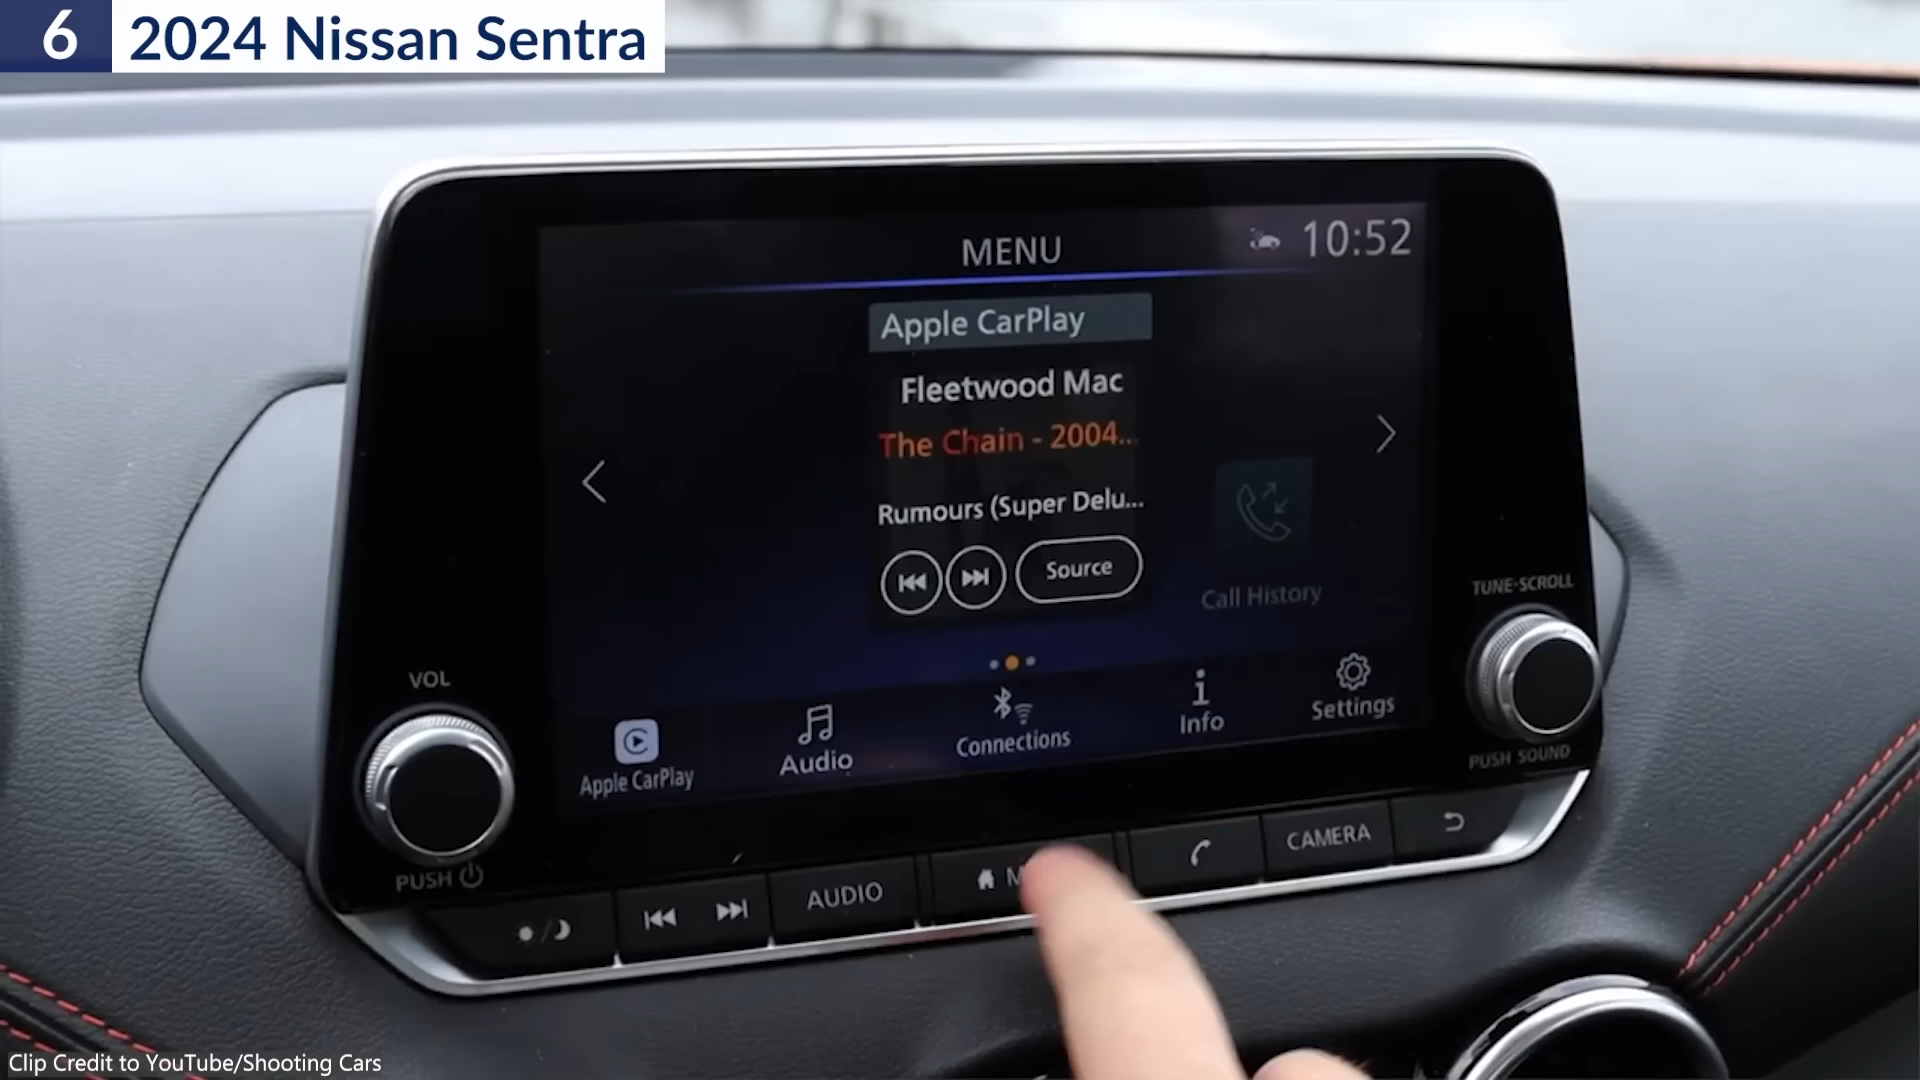 6
2024 Nissan Sentra
MENU
10:52
Apple CarPlay
Fleetwood Mac
The Chain - 2004...
Rumours (Super Delu...
Source
Call History
Apple CarPlay
Audio
Connections
Info
Settings
VOL
PUSH
TUNE·SCROLL
PUSH SOUND
AUDIO
CAMERA
Clip Credit to YouTube/Shooting Cars